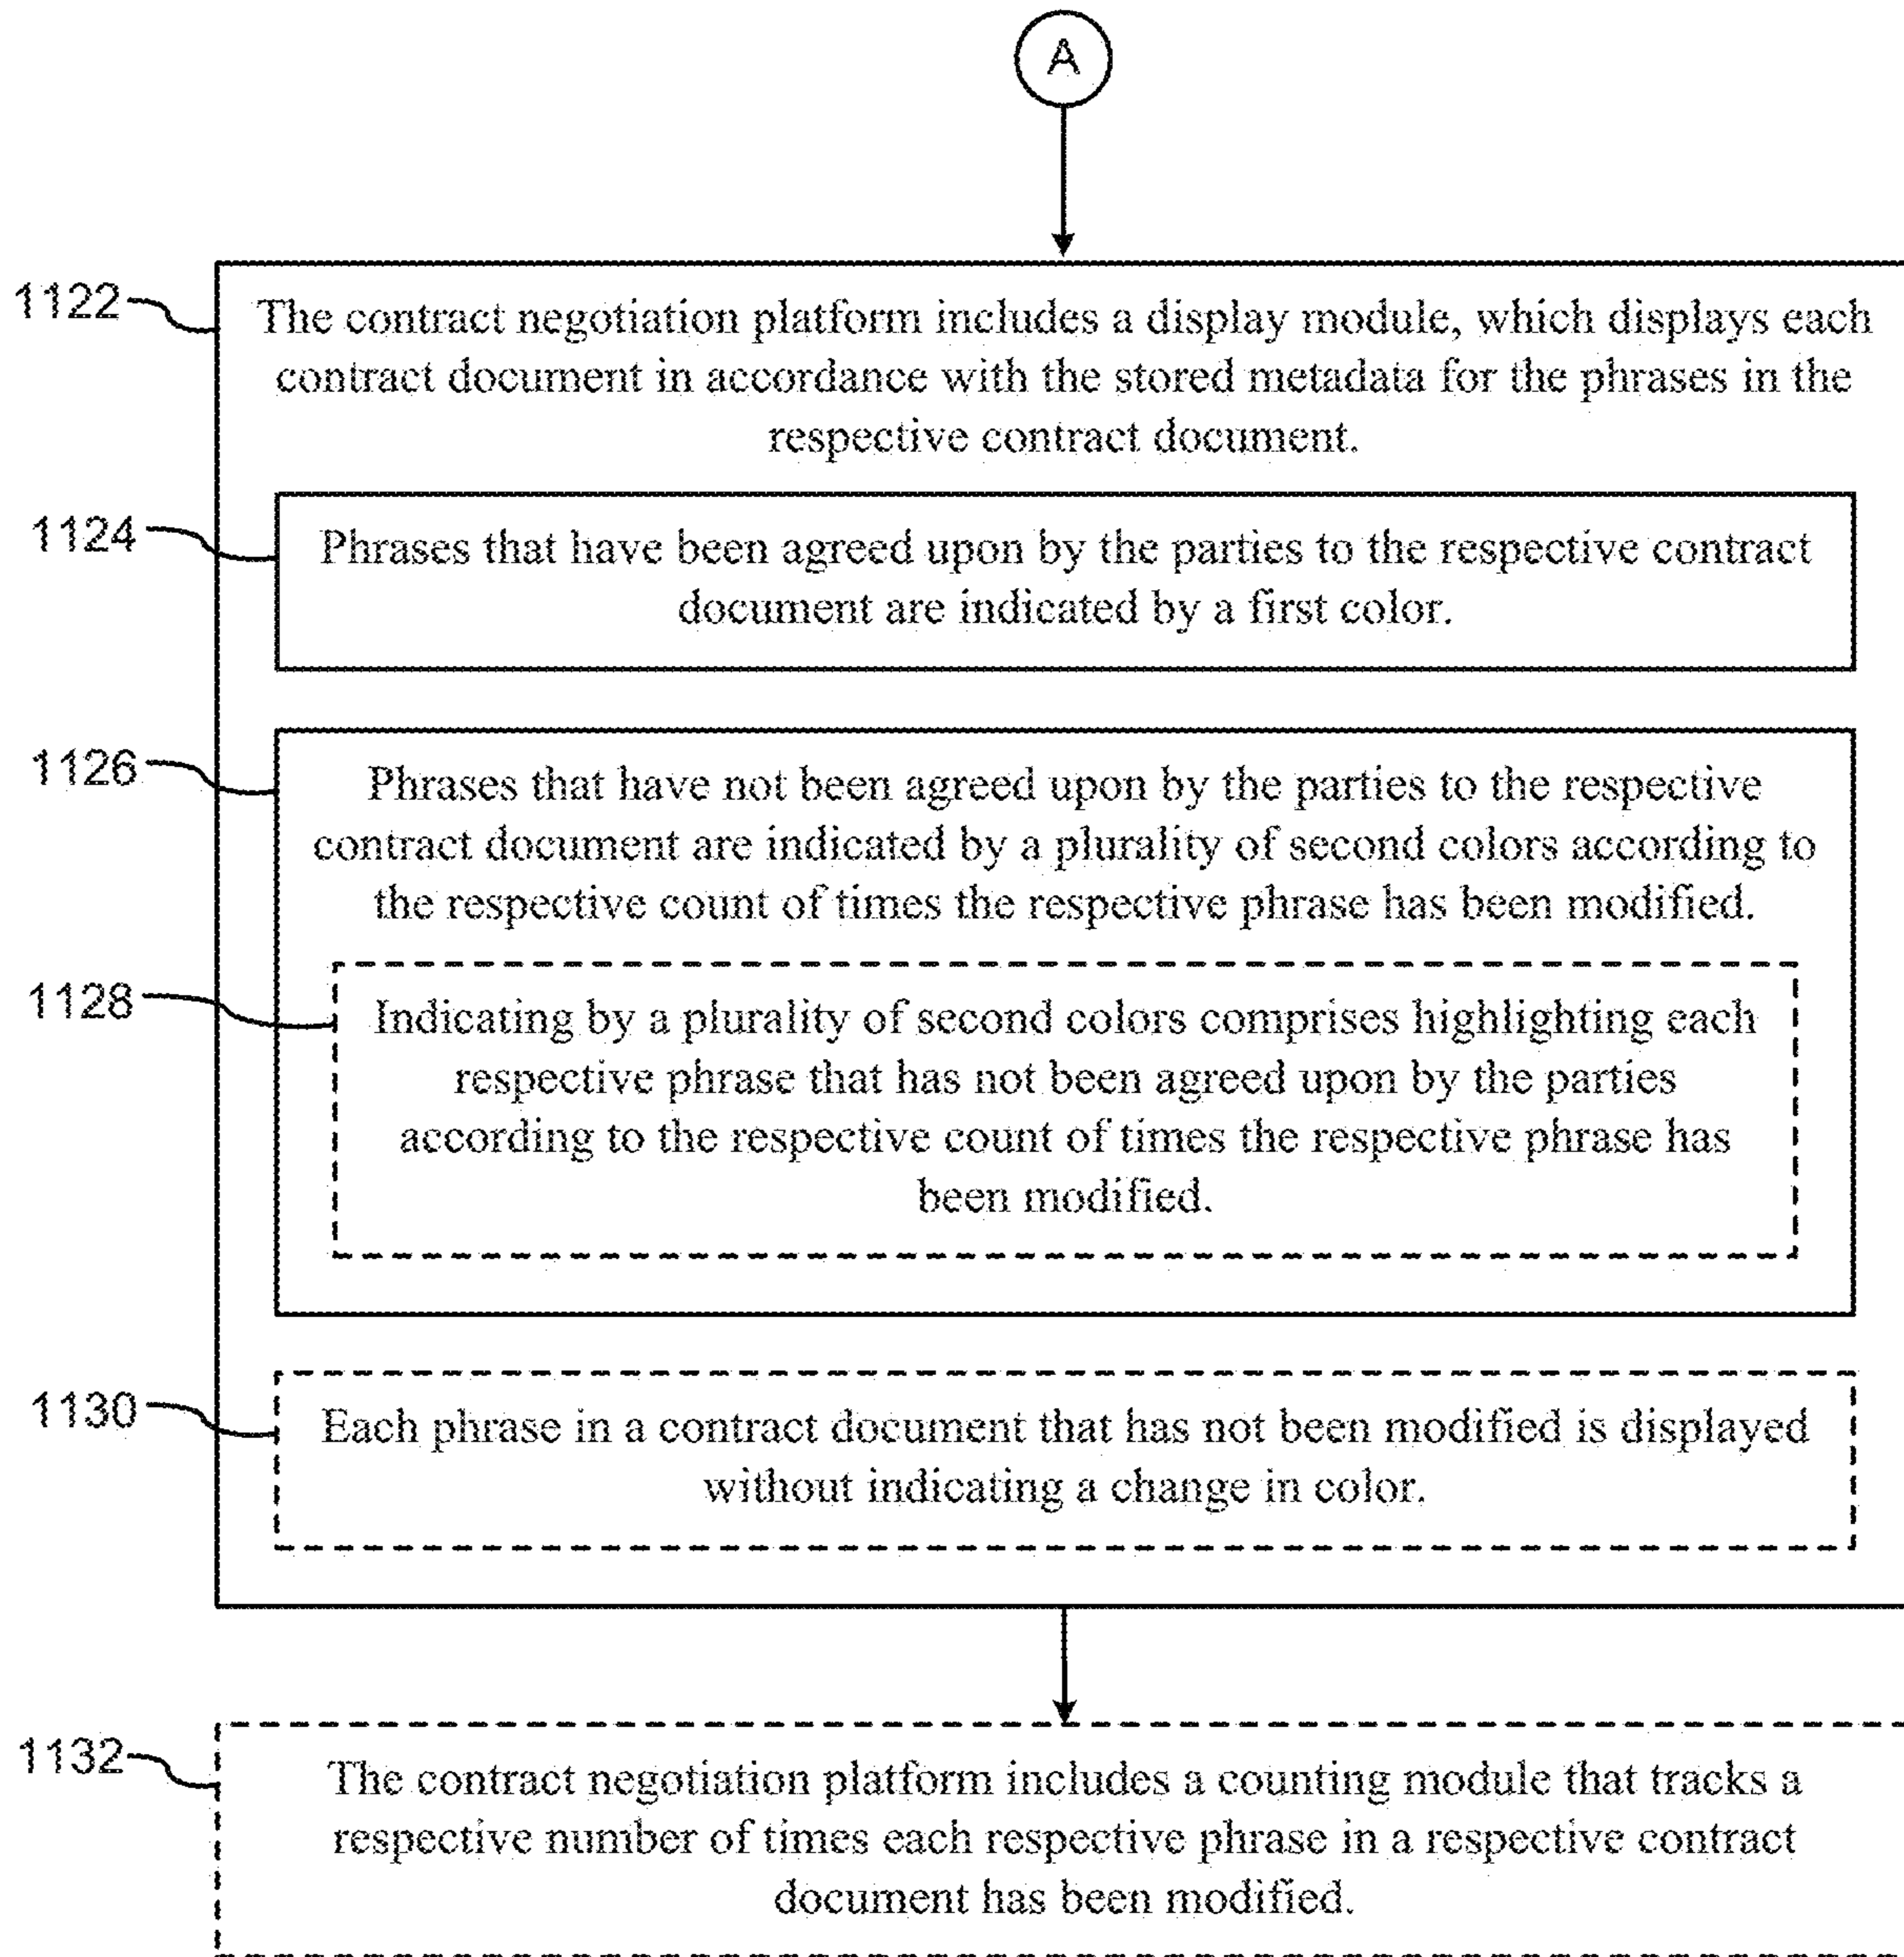 A
1122
The contract negotiation platform includes a display module, which displays each
contract document in accordance with the stored metadata for the phrases in the
respective contract document.
1124
Phrases that have been agreed upon by the parties to the respective contract
document are indicated by a first color.
1126
Phrases that have not been agreed upon by the parties to the respective
contract document are indicated by a plurality of second colors according to
the respective count of times the respective phrase has been modified.
1128
Indicating by a plurality of second colors comprises highlighting each
respective phrase that has not been agreed upon by the parties
according to the respective count of times the respective phrase has
been modified.
1130
Each phrase in a contract document that has not been modified is displayed
without indicating a change in color.
1132
The contract negotiation platform includes a counting module that tracks a
respective number of times each respective phrase in a respective contract
document has been modified.